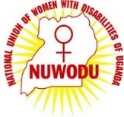 NATIONAL UNION OF WOMEN WITH DISABILITIES OF UGANDA
NUWODU